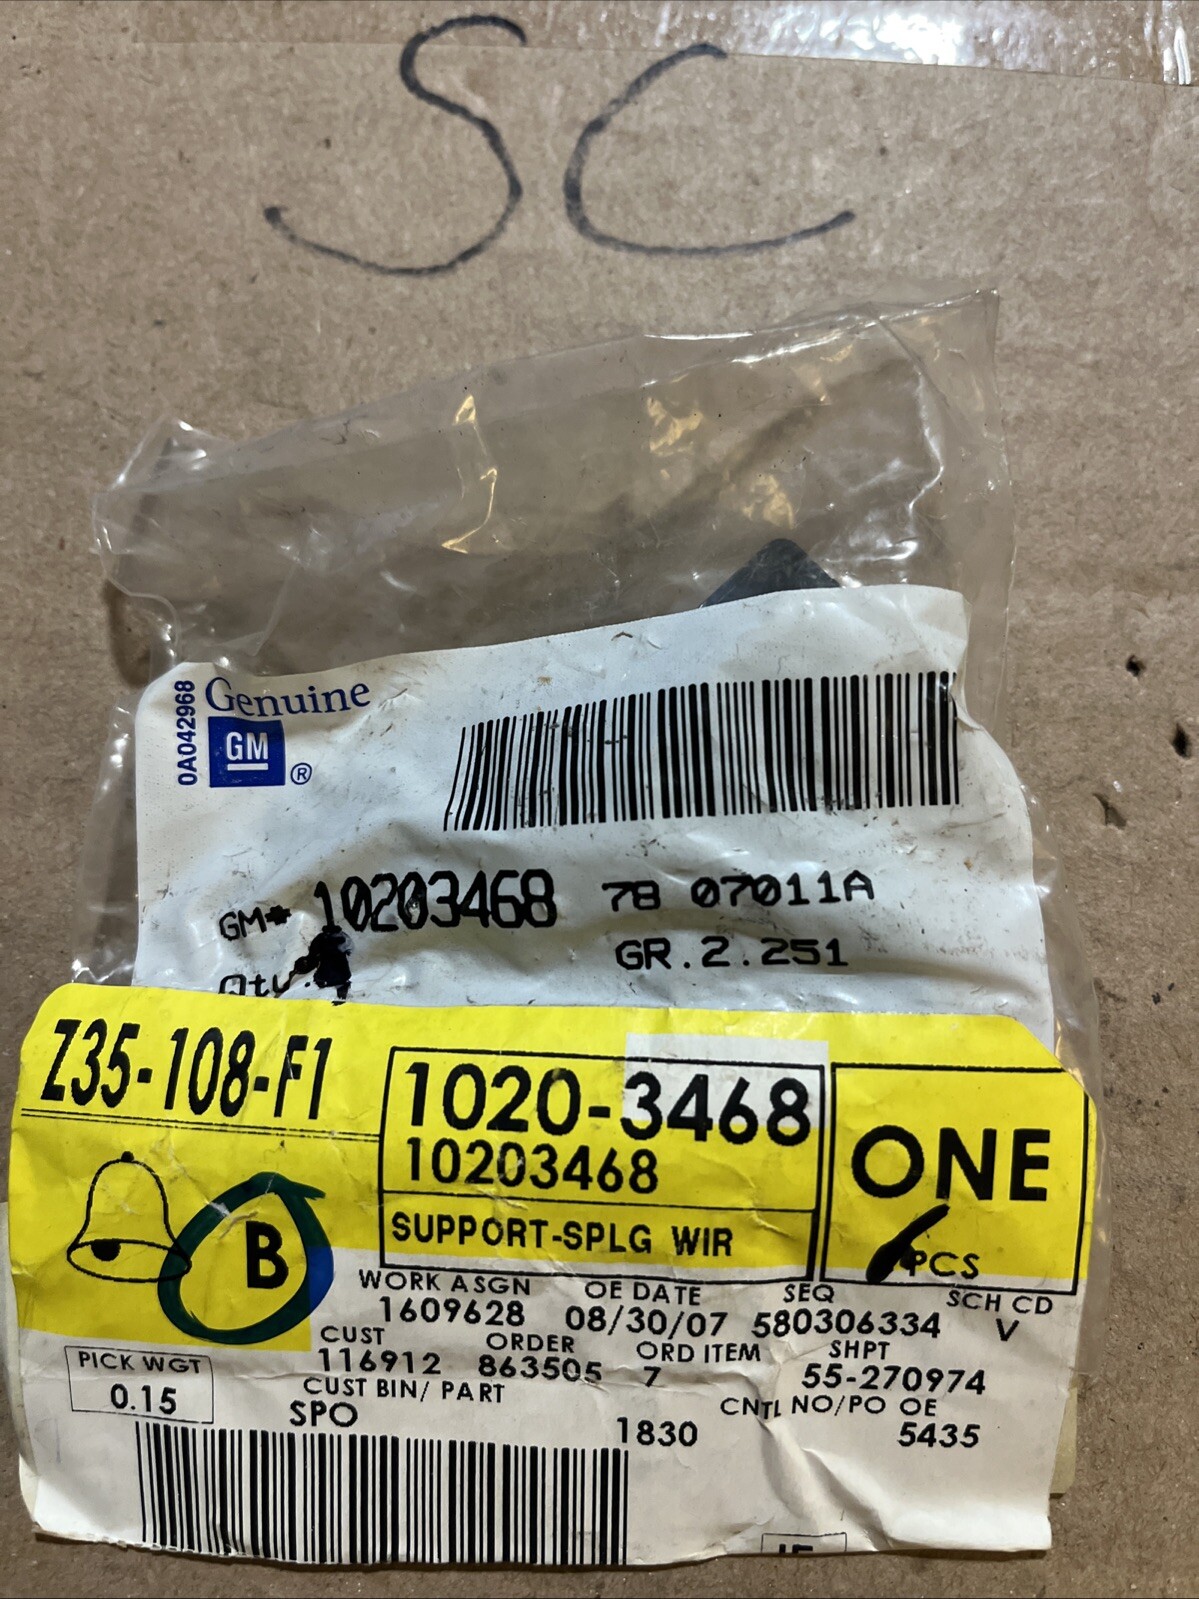 SC
0A042968
Genuine
GM ®
GM# 10203468 78 07011A
GR.2.251
Qty.
Z35-108-F1
1020-3468
10203468
SUPPORT-SPLG WIR
ONE
PCS
B
WORK ASGN OE DATE SEQ SCH CD
1609628 08/30/07 580306334 V
CUST ORDER ORD ITEM SHPT
116912 863505 7 55-270974
PICK WGT
0.15
CUST BIN/ PART CNTL NO/PO OE
SPO 1830 5435